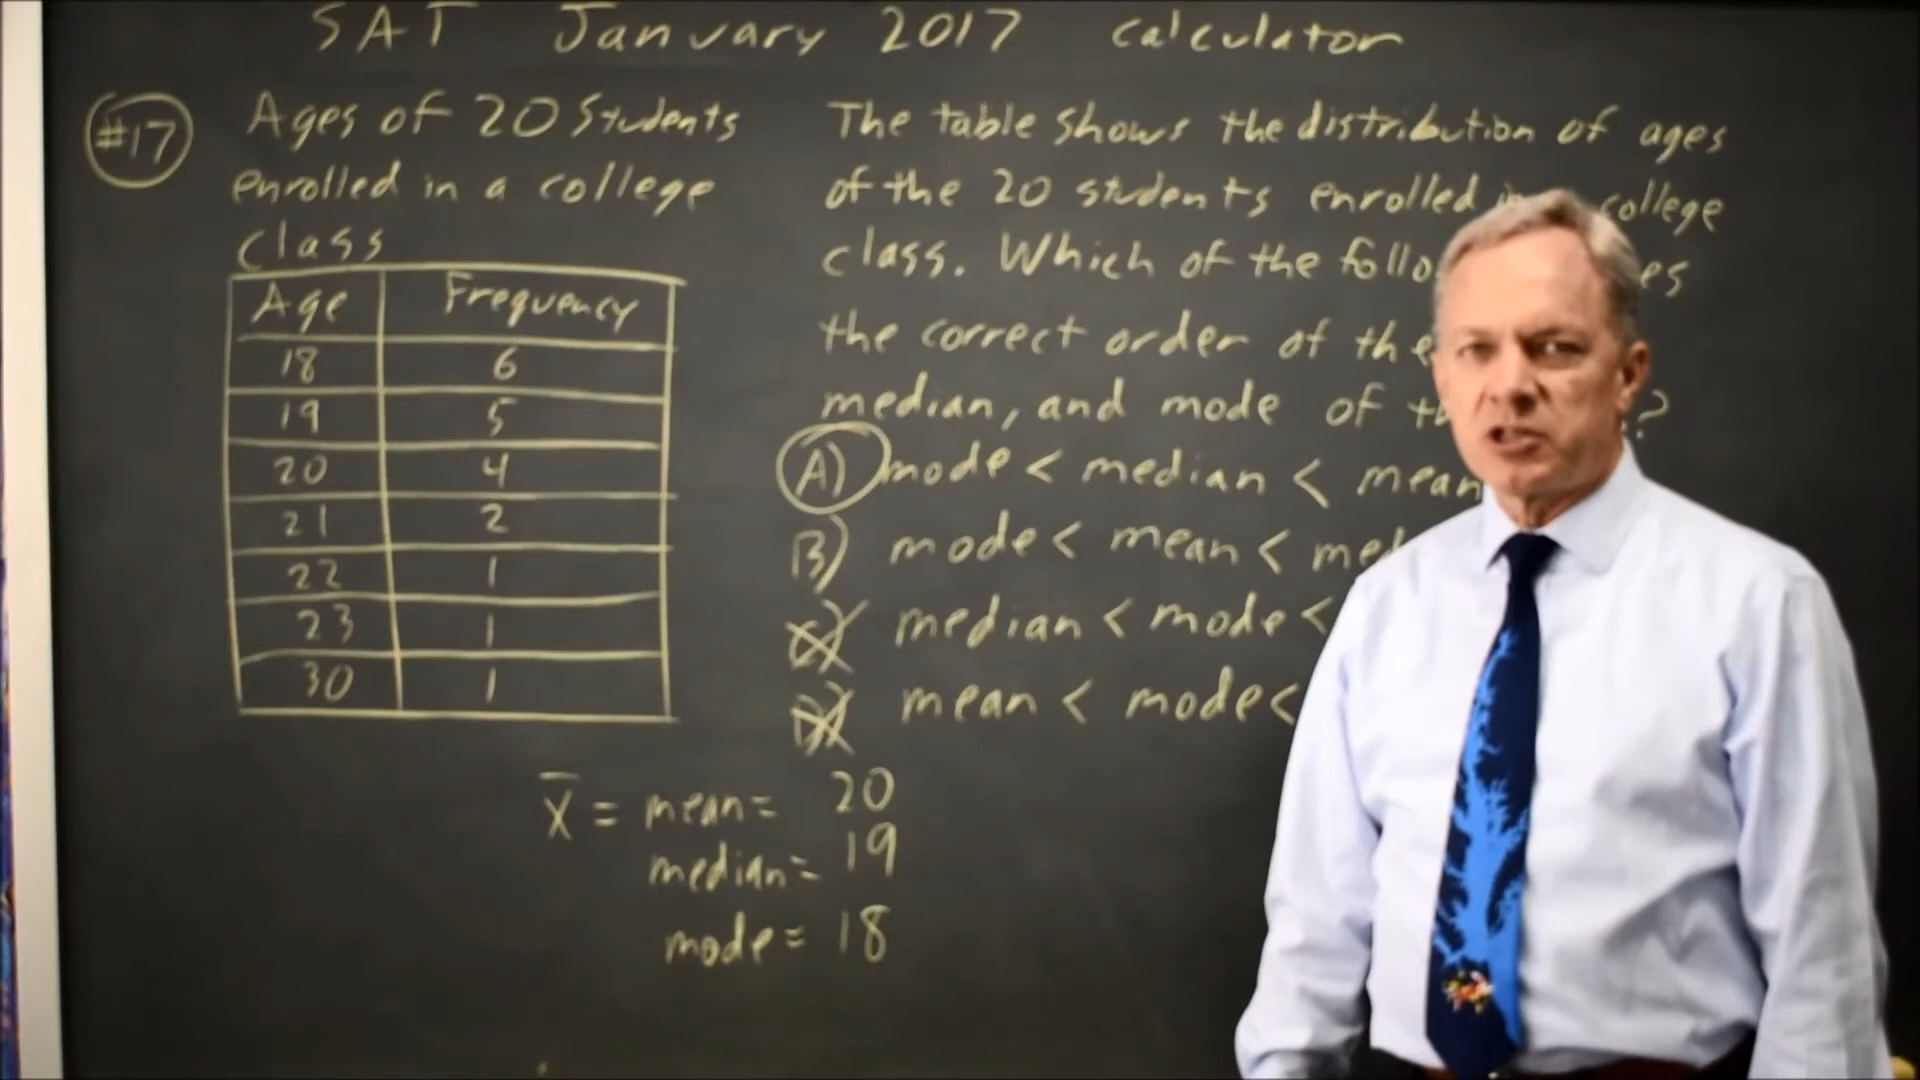 SAT January 2017 calculator
#17 Ages of 20 Students
enrolled in a college
class
Age Frequency
18 6
19 5
20 4
21 2
22 1
23 1
30 1
The table shows the distribution of ages
of the 20 students enrolled college
class. Which of the
the correct order of the
median, and mode of ?
A) mode < median < mean
B) mode < mean <
C) median < mode <
D) mean < mode <
X̄ = mean = 20
median = 19
mode = 18